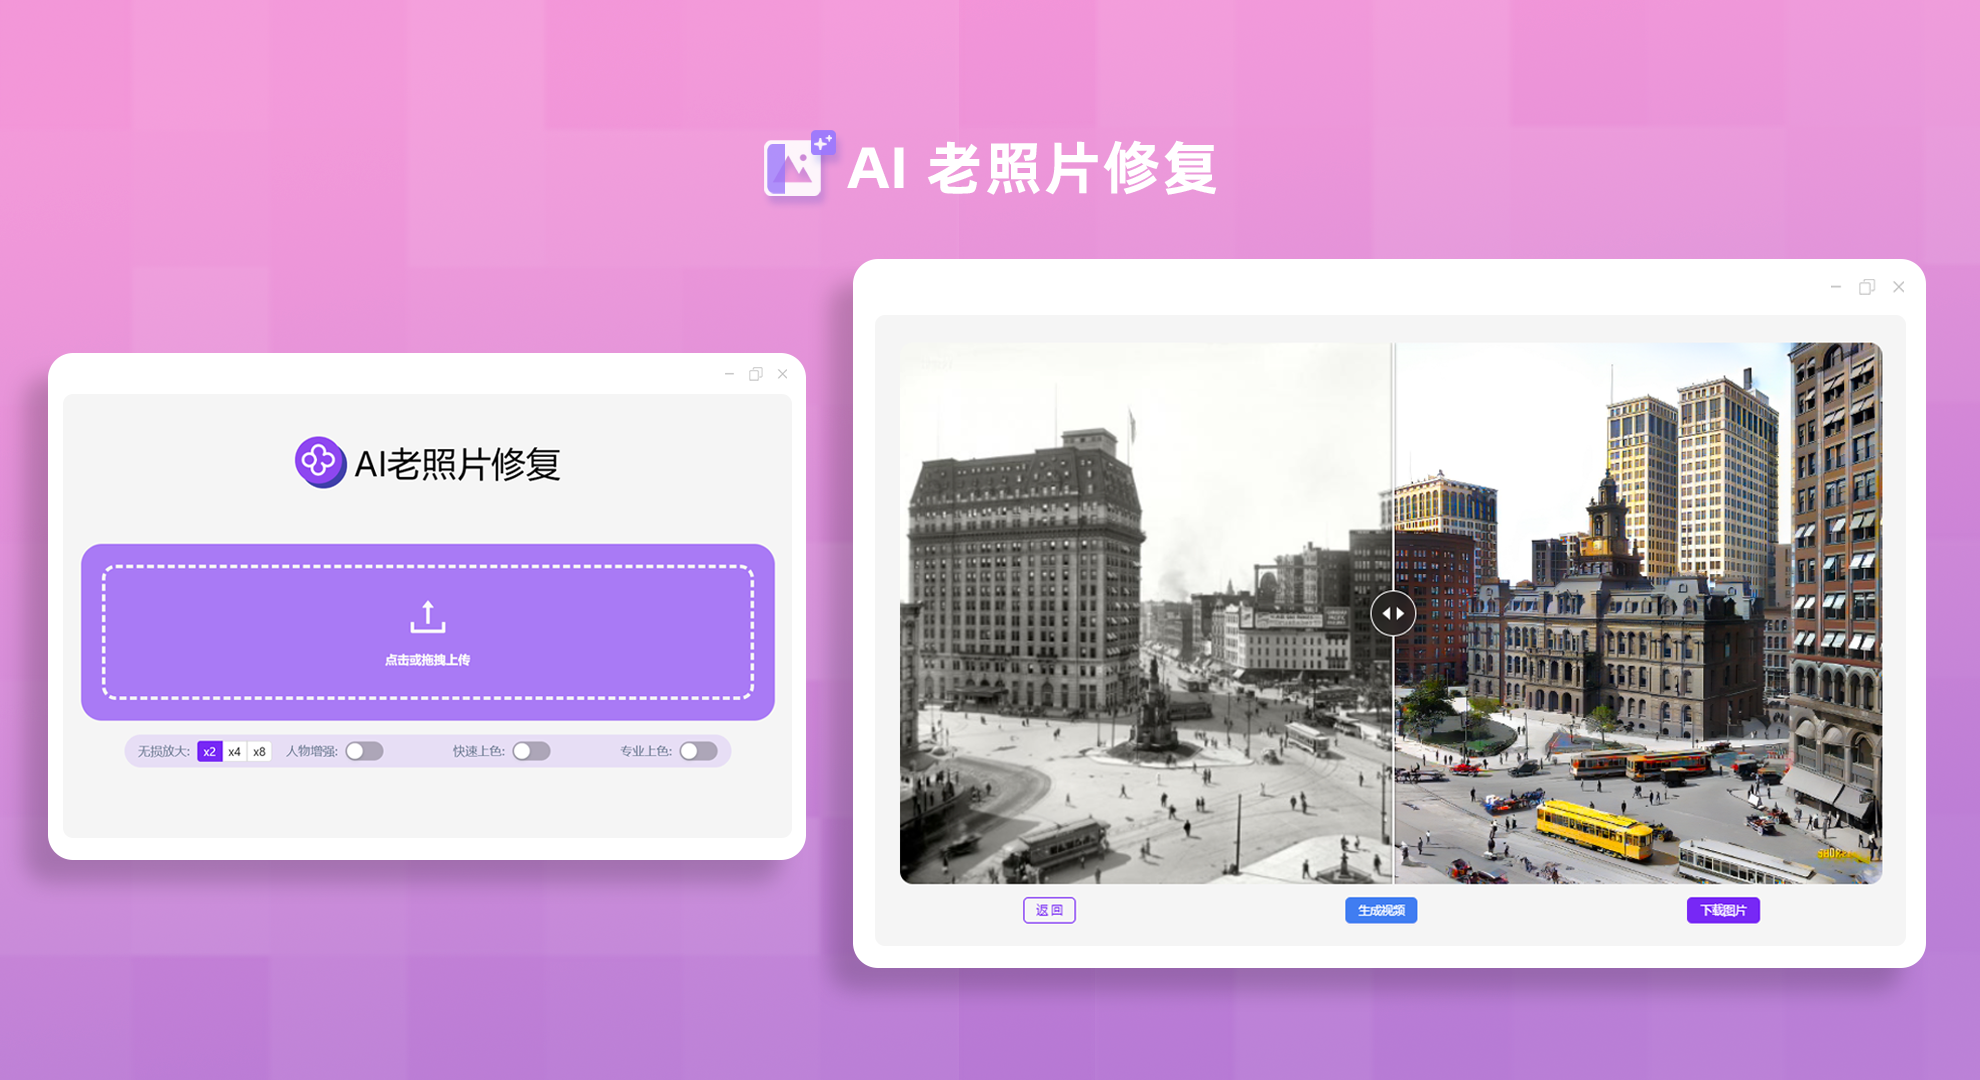 AI 老照片修复
AI老照片修复
点击或拖拽上传
无损放大: x2 x4 x8 人物增强: 快速上色: 专业上色:
返回
生成视频
下载图片